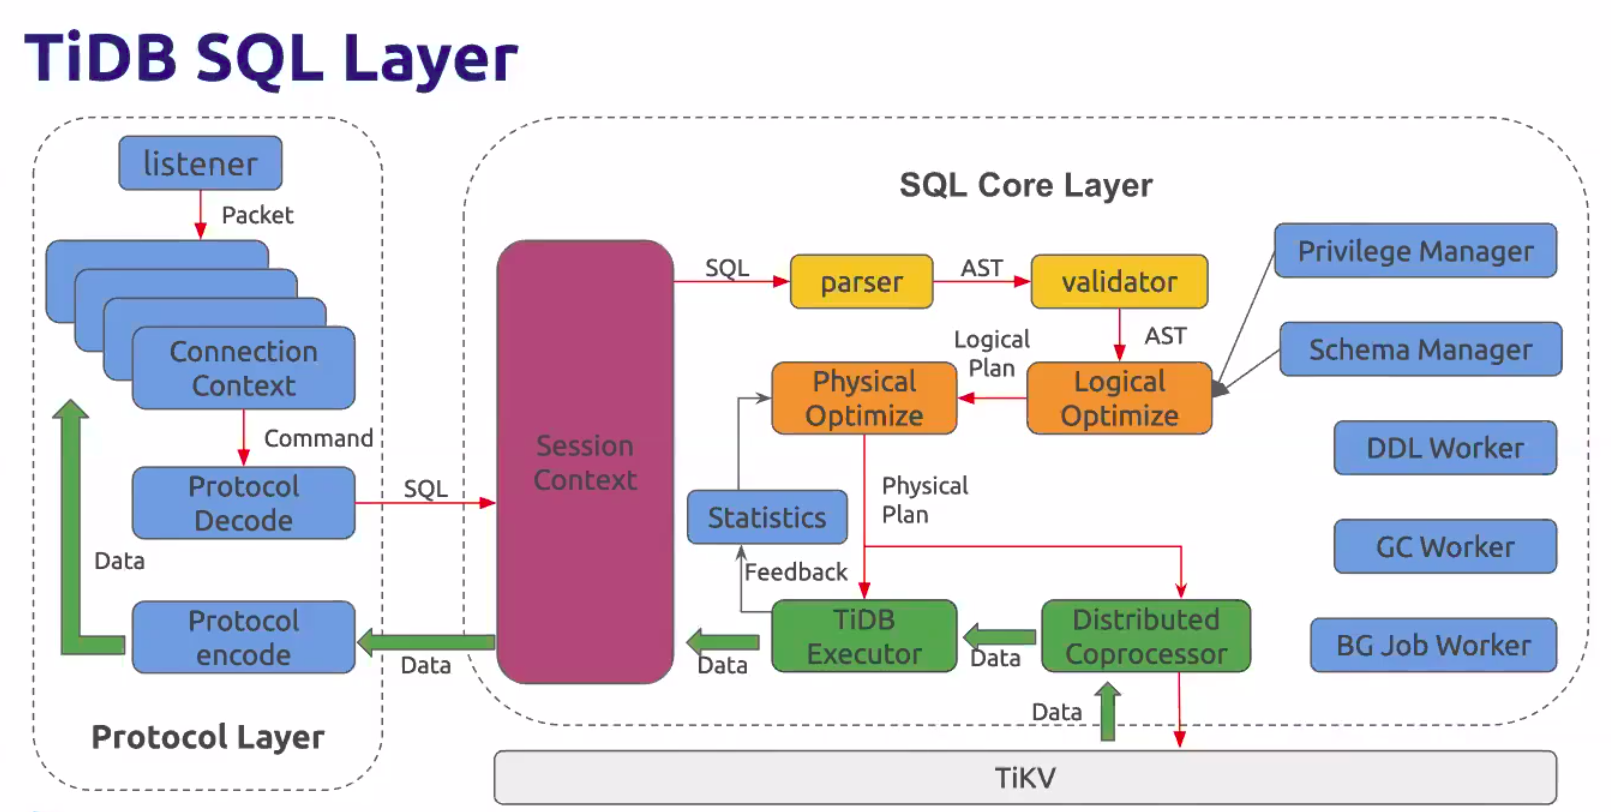 TiDB SQL Layer
listener
Packet
Connection
Context
Command
Protocol
Decode
SQL
Data
Protocol
encode
Data
Protocol Layer
SQL Core Layer
Session
Context
SQL
parser
AST
validator
AST
Logical
Plan
Physical
Optimize
Logical
Optimize
Privilege Manager
Schema Manager
DDL Worker
GC Worker
BG Job Worker
Statistics
Physical
Plan
Feedback
TiDB
Executor
Distributed
Coprocessor
Data
Data
Data
TiKV